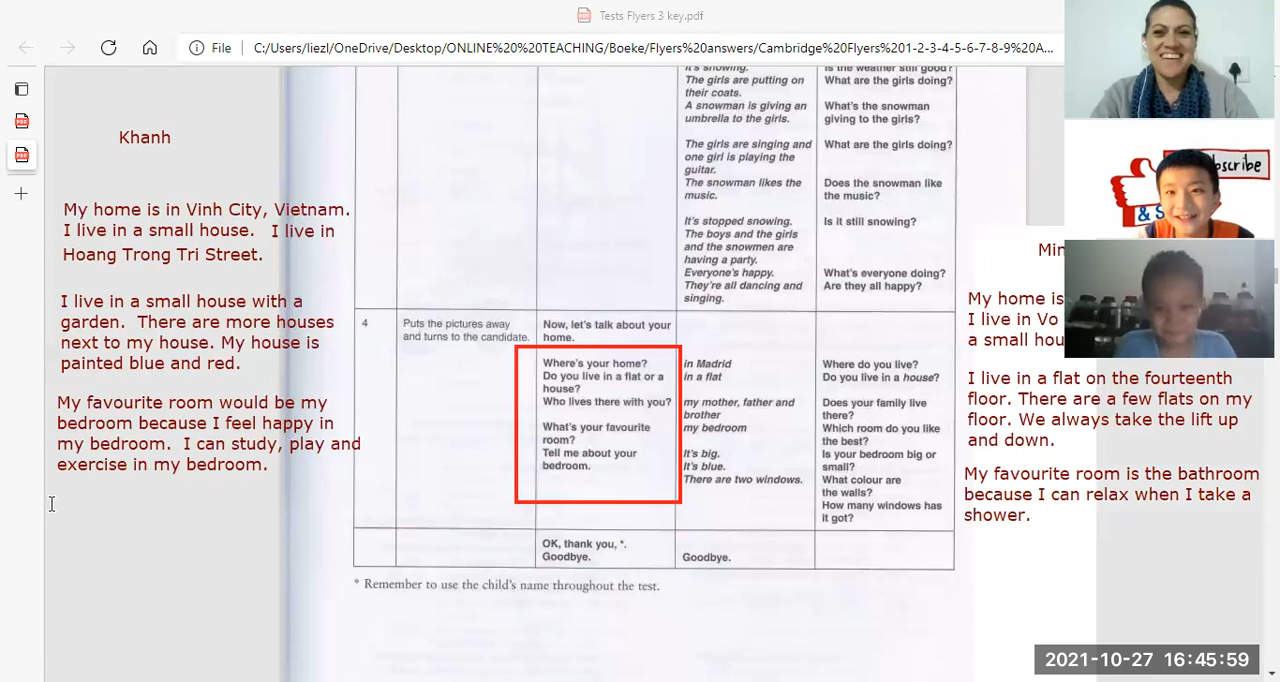 Tests Flyers 3 key.pdf
File
C:/Users/liezl/OneDrive/Desktop/ONLINE%20%20TEACHING/Boeke/Flyers%20answers/Cambridge%20Flyers%201-2-3-4-5-6-7-8-9%20A...
Khanh
My home is in Vinh City, Vietnam.
I live in a small house. I live in
Hoang Trong Tri Street.
I live in a small house with a
garden. There are more houses
next to my house. My house is
painted blue and red.
My favourite room would be my
bedroom because I feel happy in
my bedroom. I can study, play and
exercise in my bedroom.
It's snowing.
The girls are putting on
their coats.
A snowman is giving an
umbrella to the girls.
The girls are singing and
one girl is playing the
guitar.
The snowman likes the
music.
It's stopped snowing.
The boys and the girls
and the snowmen are
having a party.
Everyone's happy.
They're all dancing and
singing.
Is the weather still good?
What are the girls doing?
What's the snowman
giving to the girls?
What are the girls doing?
Does the snowman like
the music?
Is it still snowing?
What's everyone doing?
Are they all happy?
4
Puts the pictures away
and turns to the candidate.
Now, let's talk about your
home.
Where's your home?
Do you live in a flat or a
house?
Who lives there with you?
What's your favourite
room?
Tell me about your
bedroom.
in Madrid
in a flat
my mother, father and
brother
my bedroom
It's big.
It's blue.
There are two windows.
Where do you live?
Do you live in a house?
Does your family live
there?
Which room do you like
the best?
Is your bedroom big or
small?
What colour are
the walls?
How many windows has
it got?
OK, thank you, *.
Goodbye.
Goodbye.
* Remember to use the child's name throughout the test.
My home is
I live in Vo
a small hou
I live in a flat on the fourteenth
floor. There are a few flats on my
floor. We always take the lift up
and down.
My favourite room is the bathroom
because I can relax when I take a
shower.
2021-10-27 16:45:59